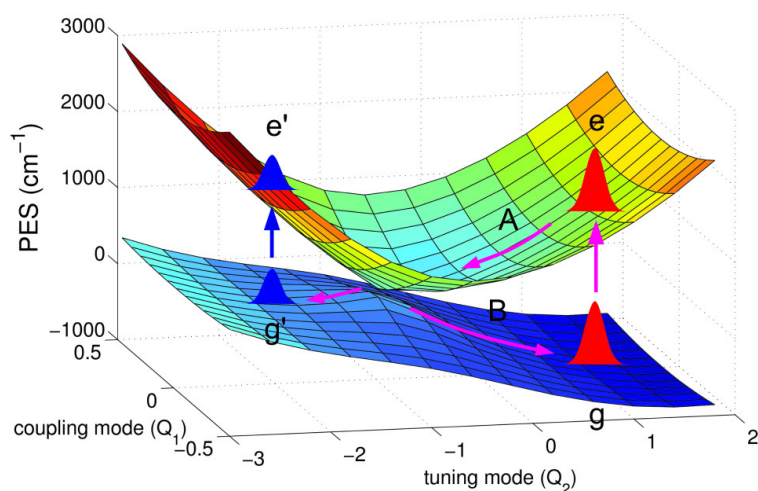 3000
2000
1000
0
−1000
PES (cm⁻¹)
e'
e
A
B
g'
g
0.5
0
−0.5
coupling mode (Q₁)
−3
−2
−1
0
1
2
tuning mode (Q₂)